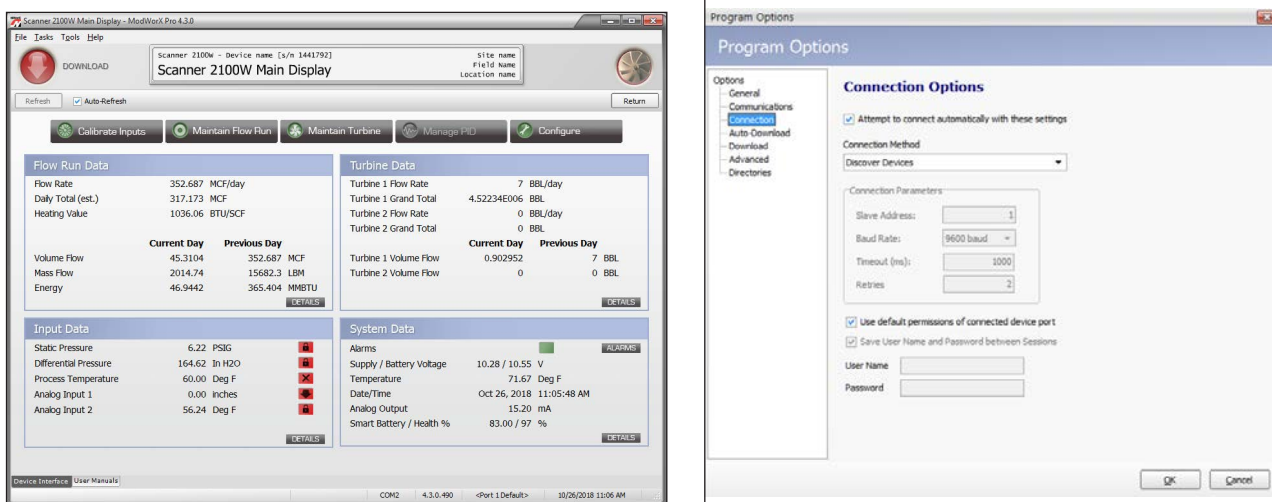 Scanner 2100W Main Display - ModWorX Pro 4.3.0
File Tasks Tools Help
DOWNLOAD
Scanner 2100W - Device name [s/n 1441792]
Scanner 2100W Main Display
Site name
Field Name
Location name
Refresh Auto-Refresh Return
Calibrate Inputs Maintain Flow Run Maintain Turbine Manage PID Configure
Flow Run Data
Flow Rate 352.687 MCF/day
Daily Total (est.) 317.173 MCF
Heating Value 1036.06 BTU/SCF
Current Day Previous Day
Volume Flow 45.3104 352.687 MCF
Mass Flow 2014.74 15682.3 LBM
Energy 46.9442 365.404 MMBTU
DETAILS
Turbine Data
Turbine 1 Flow Rate 7 BBL/day
Turbine 1 Grand Total 4.52234E006 BBL
Turbine 2 Flow Rate 0 BBL/day
Turbine 2 Grand Total 0 BBL
Current Day Previous Day
Turbine 1 Volume Flow 0.902952 7 BBL
Turbine 2 Volume Flow 0 0 BBL
DETAILS
Input Data
Static Pressure 6.22 PSIG
Differential Pressure 164.62 In H2O
Process Temperature 60.00 Deg F
Analog Input 1 0.00 inches
Analog Input 2 56.24 Deg F
DETAILS
System Data
Alarms ALARMS
Supply / Battery Voltage 10.28 / 10.55 V
Temperature 71.67 Deg F
Date/Time Oct 26, 2018 11:05:48 AM
Analog Output 15.20 mA
Smart Battery / Health % 83.00 / 97 %
DETAILS
Device Interface User Manuals
COM2 4.3.0.490 <Port 1 Default> 10/26/2018 11:06 AM
Program Options
Program Options
Options
General
Communications
Connection
Auto-Download
Download
Advanced
Directories
Connection Options
Attempt to connect automatically with these settings
Connection Method
Discover Devices
Connection Parameters
Slave Address: 1
Baud Rate: 9600 baud
Timeout (ms): 1000
Retries 2
Use default permissions of connected device port
Save User Name and Password between Sessions
User Name
Password
OK Cancel